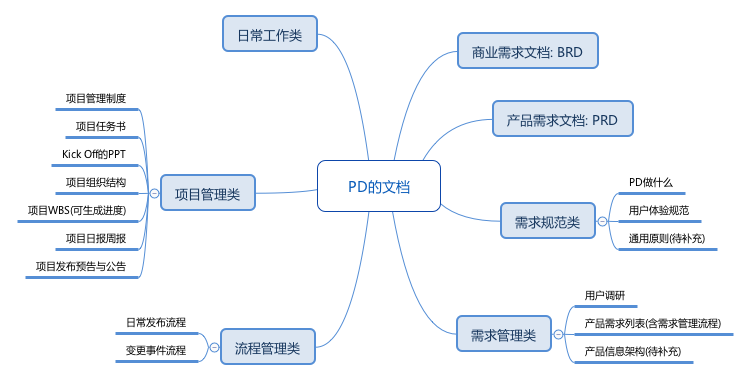 PD的文档
商业需求文档: BRD
产品需求文档: PRD
需求规范类
PD做什么
用户体验规范
通用原则(待补充)
需求管理类
用户调研
产品需求列表(含需求管理流程)
产品信息架构(待补充)
流程管理类
日常发布流程
变更事件流程
项目管理类
项目管理制度
项目任务书
Kick Off的PPT
项目组织结构
项目WBS(可生成进度)
项目日报周报
项目发布预告与公告
日常工作类